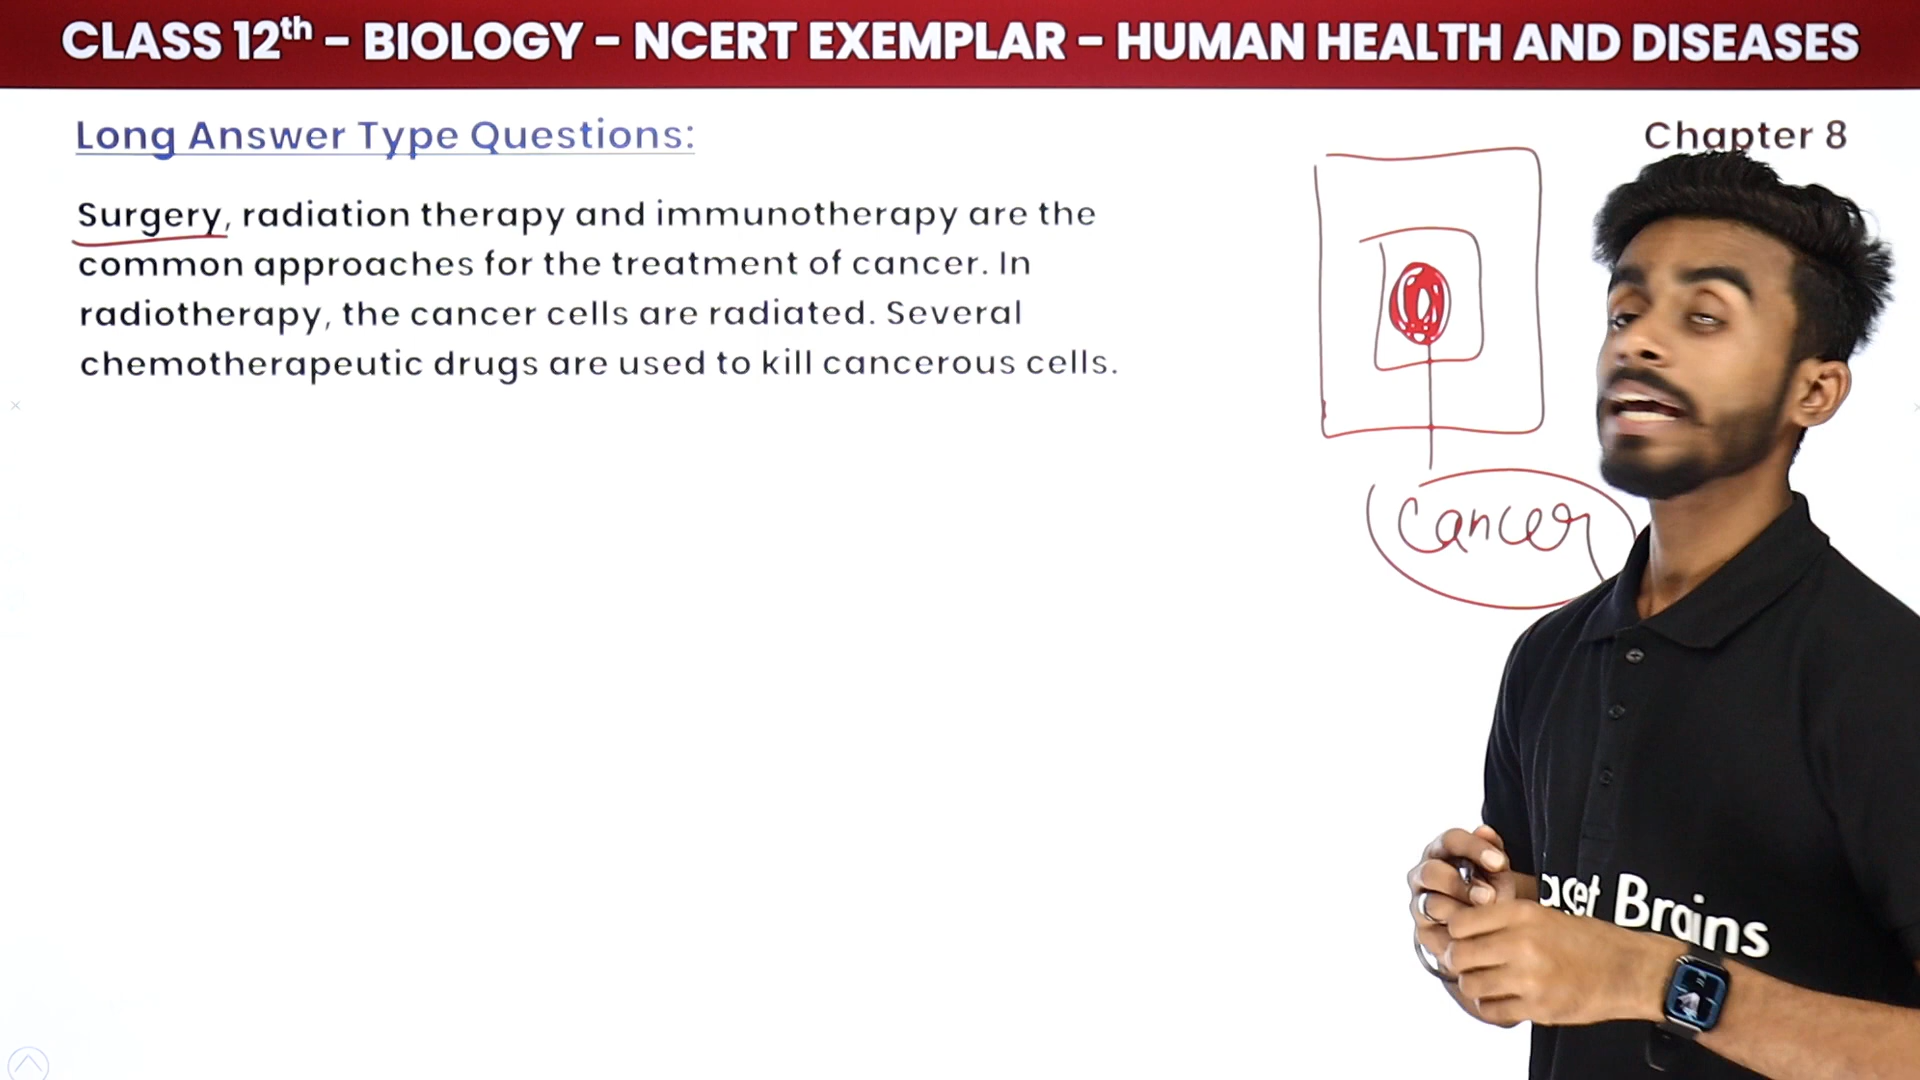 CLASS 12th - BIOLOGY - NCERT EXEMPLAR - HUMAN HEALTH AND DISEASES
Long Answer Type Questions:
Chapter 8
Surgery, radiation therapy and immunotherapy are the
common approaches for the treatment of cancer. In
radiotherapy, the cancer cells are radiated. Several
chemotherapeutic drugs are used to kill cancerous cells.
Cancer
Brains